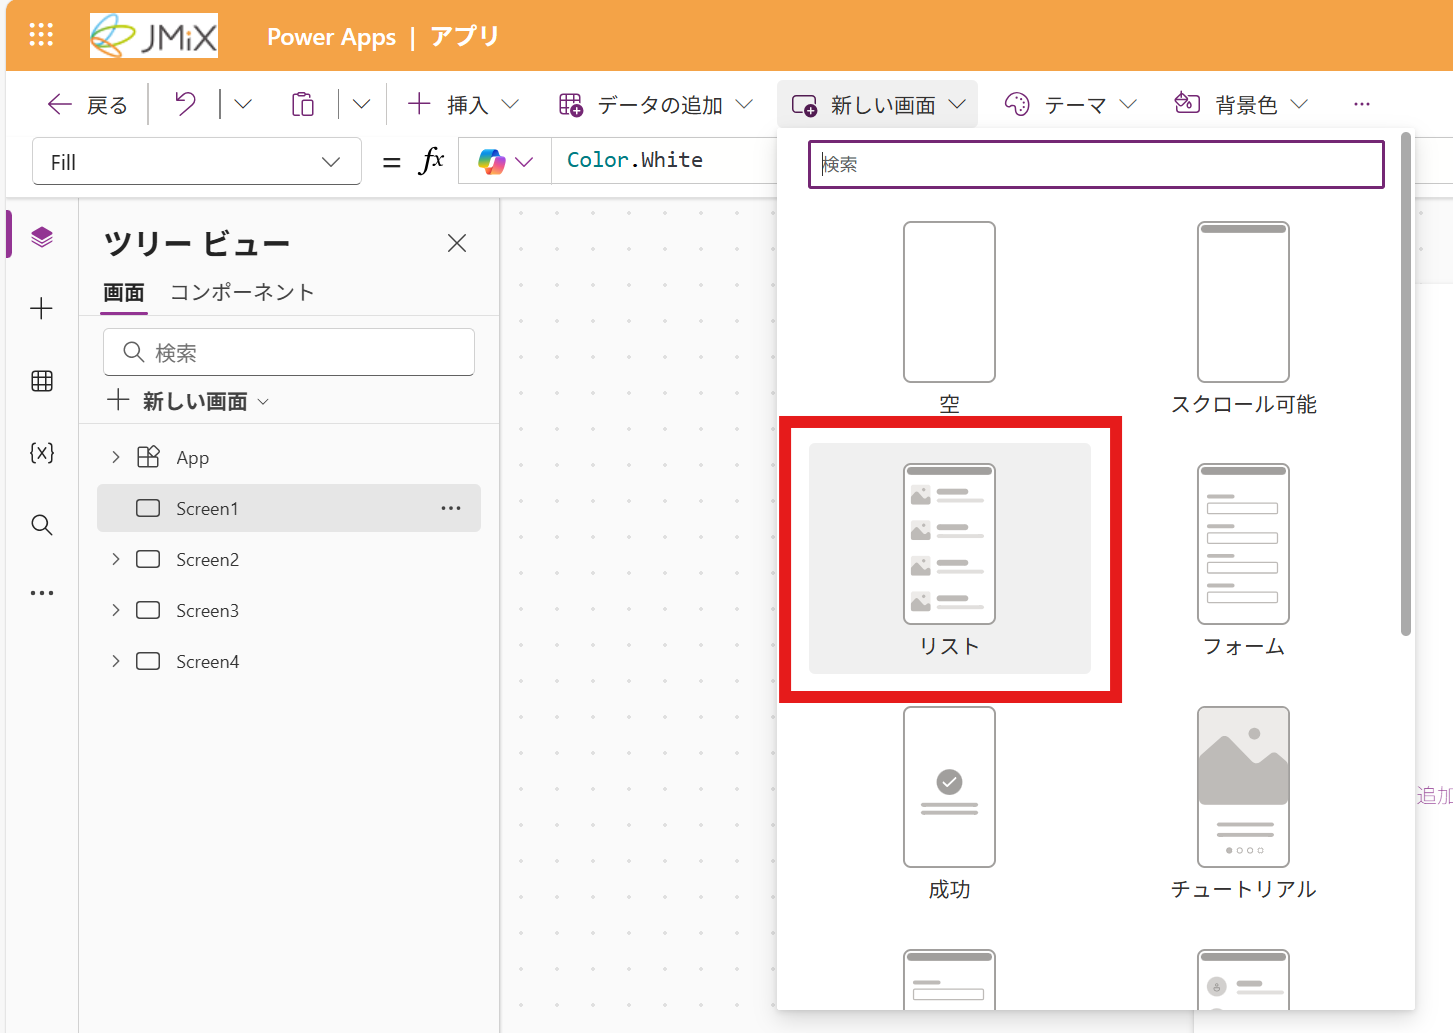 JMiX
Power Apps | アプリ
戻る
挿入
データの追加
新しい画面
テーマ
背景色
Fill
= fx
Color.White
検索
ツリー ビュー
画面
コンポーネント
検索
新しい画面
App
Screen1
Screen2
Screen3
Screen4
空
スクロール可能
リスト
フォーム
成功
チュートリアル
追加